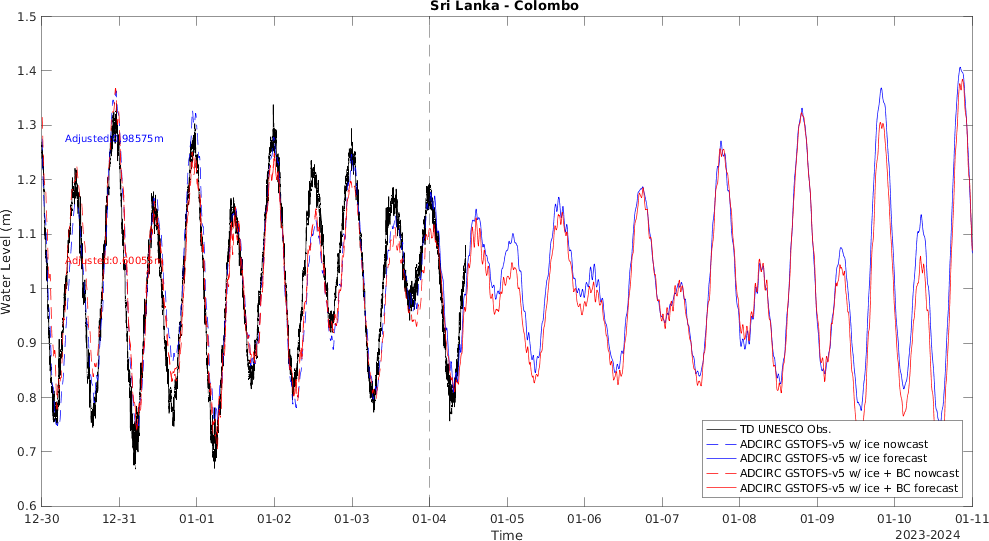 Sri Lanka - Colombo
1.5
1.4
1.3
1.2
1.1
1
0.9
0.8
0.7
0.6
Water Level (m)
TD UNESCO Obs.
ADCIRC GSTOFS-v5 w/ ice nowcast
ADCIRC GSTOFS-v5 w/ ice forecast
ADCIRC GSTOFS-v5 w/ ice + BC nowcast
ADCIRC GSTOFS-v5 w/ ice + BC forecast
12-30 12-31 01-01 01-02 01-03 01-04 01-05 01-06 01-07 01-08 01-09 01-10 01-11
Time
2023-2024